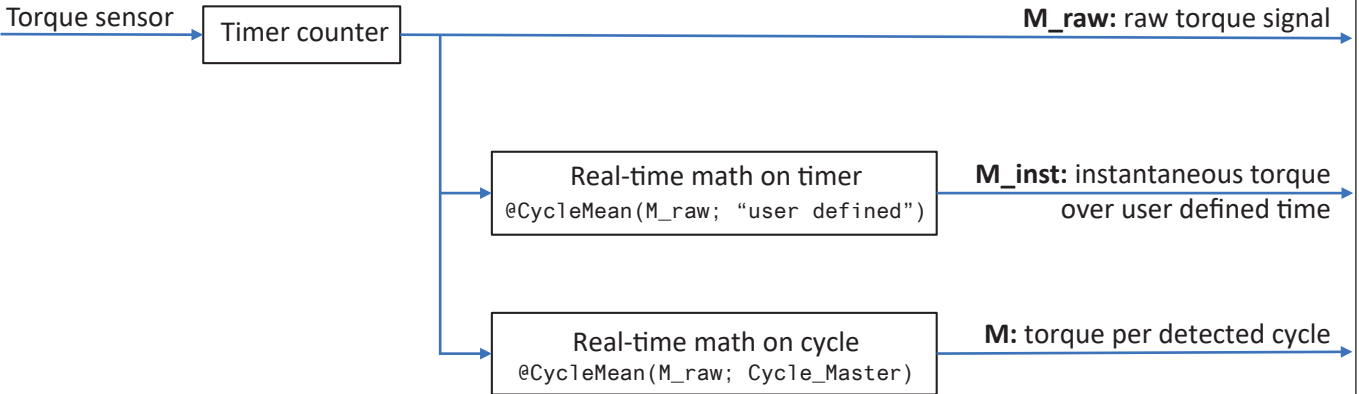 Torque sensor
Timer counter
M_raw: raw torque signal
Real-time math on timer
@CycleMean(M_raw; “user defined”)
M_inst: instantaneous torque
over user defined time
Real-time math on cycle
@CycleMean(M_raw; Cycle_Master)
M: torque per detected cycle